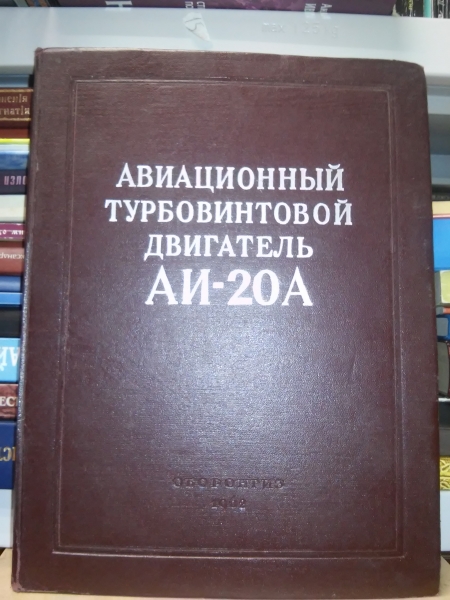 АВИАЦИОННЫЙ
ТУРБОВИНТОВОЙ
ДВИГАТЕЛЬ
АИ-20А
ОБОРОНГИЗ